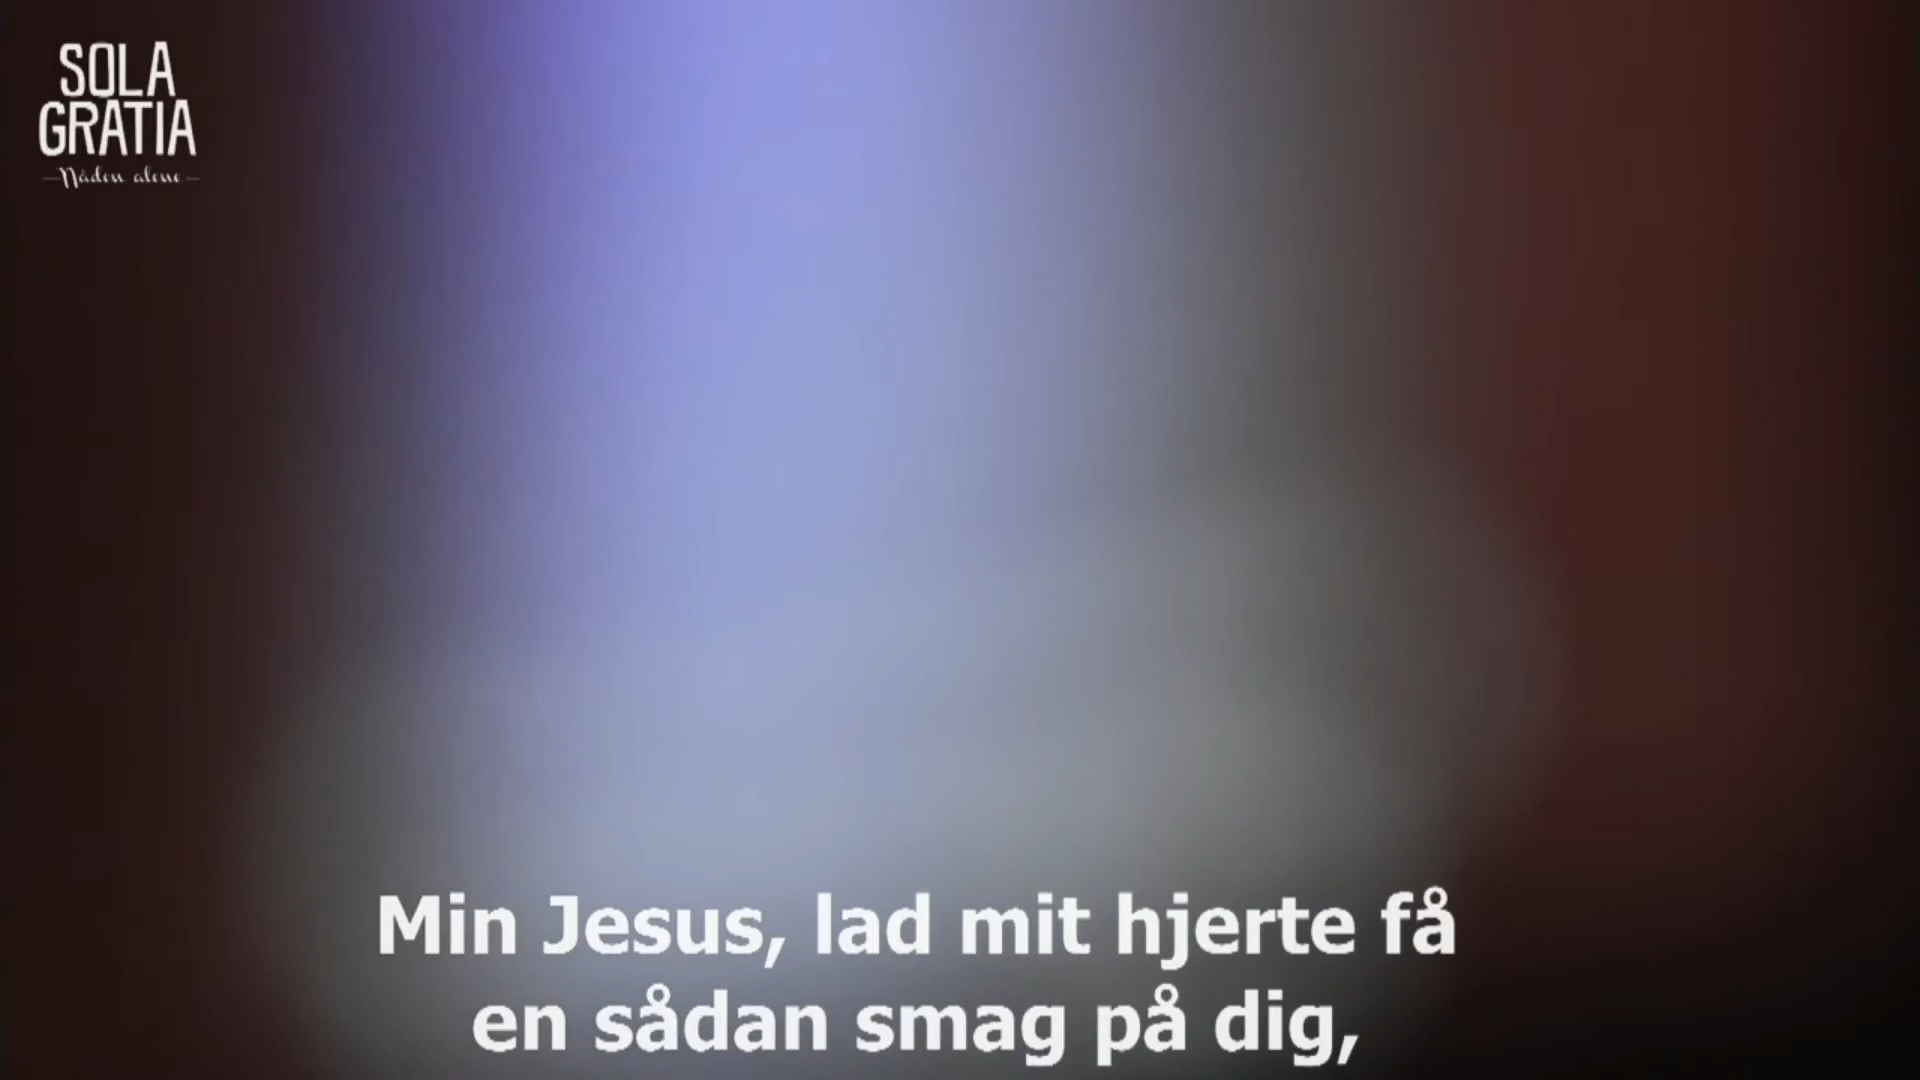 SOLA
GRATIA
Nåden alene
Min Jesus, lad mit hjerte få
en sådan smag på dig,